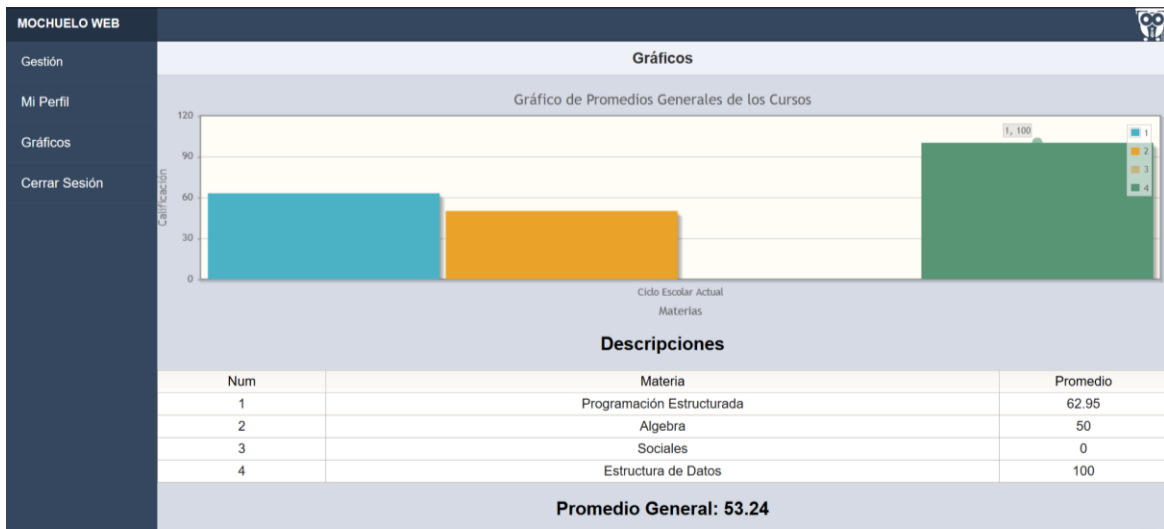 MOCHUELO WEB
Gestión
Mi Perfil
Gráficos
Cerrar Sesión
Gráficos
Gráfico de Promedios Generales de los Cursos
120
90
60
30
0
Calificación
1, 100
1
2
3
4
Ciclo Escolar Actual
Materias
Descripciones
Num Materia Promedio
1 Programación Estructurada 62.95
2 Algebra 50
3 Sociales 0
4 Estructura de Datos 100
Promedio General: 53.24